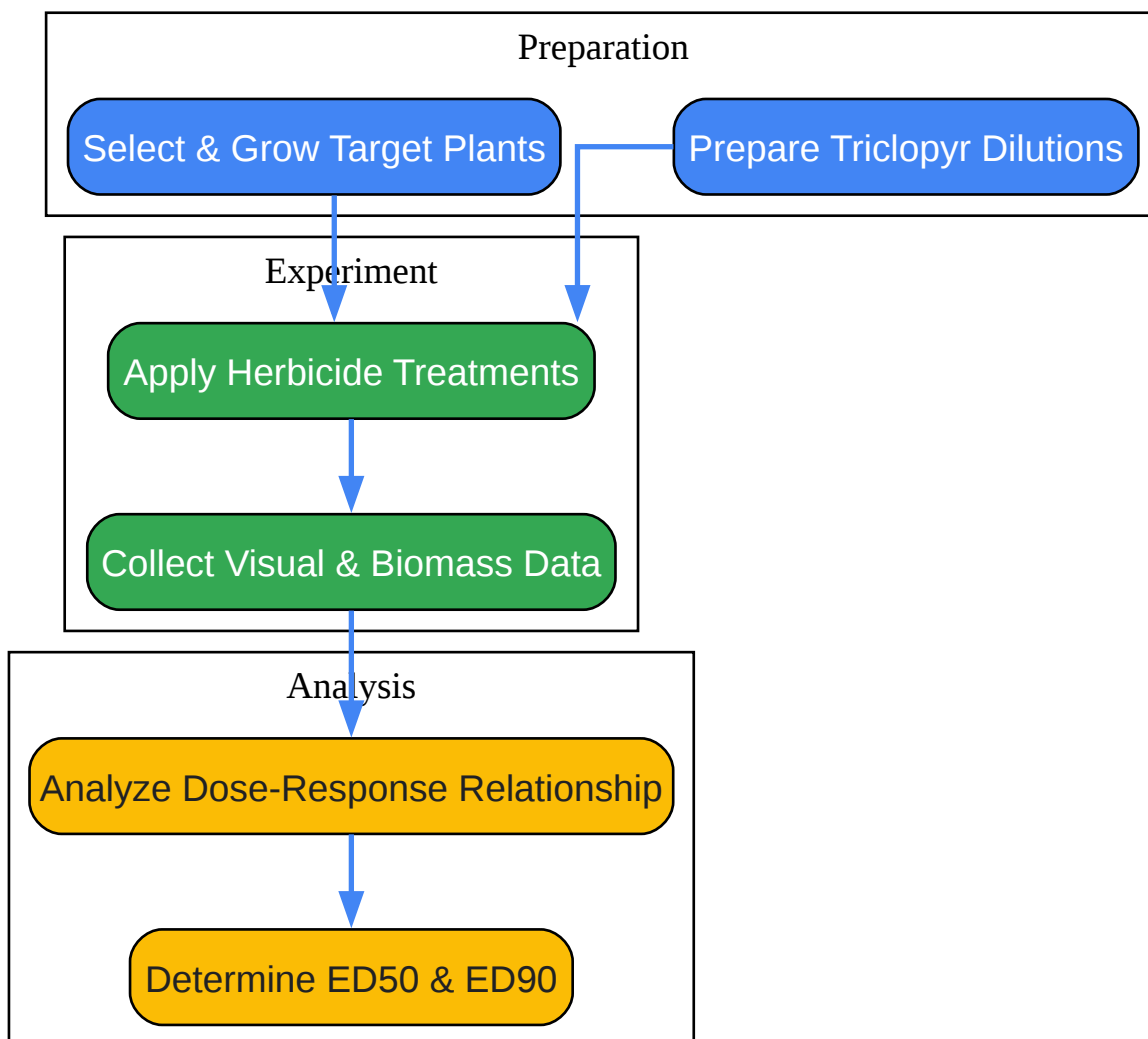 Preparation
Select & Grow Target Plants
Prepare Triclopyr Dilutions
Experiment
Apply Herbicide Treatments
Collect Visual & Biomass Data
Analysis
Analyze Dose-Response Relationship
Determine ED50 & ED90